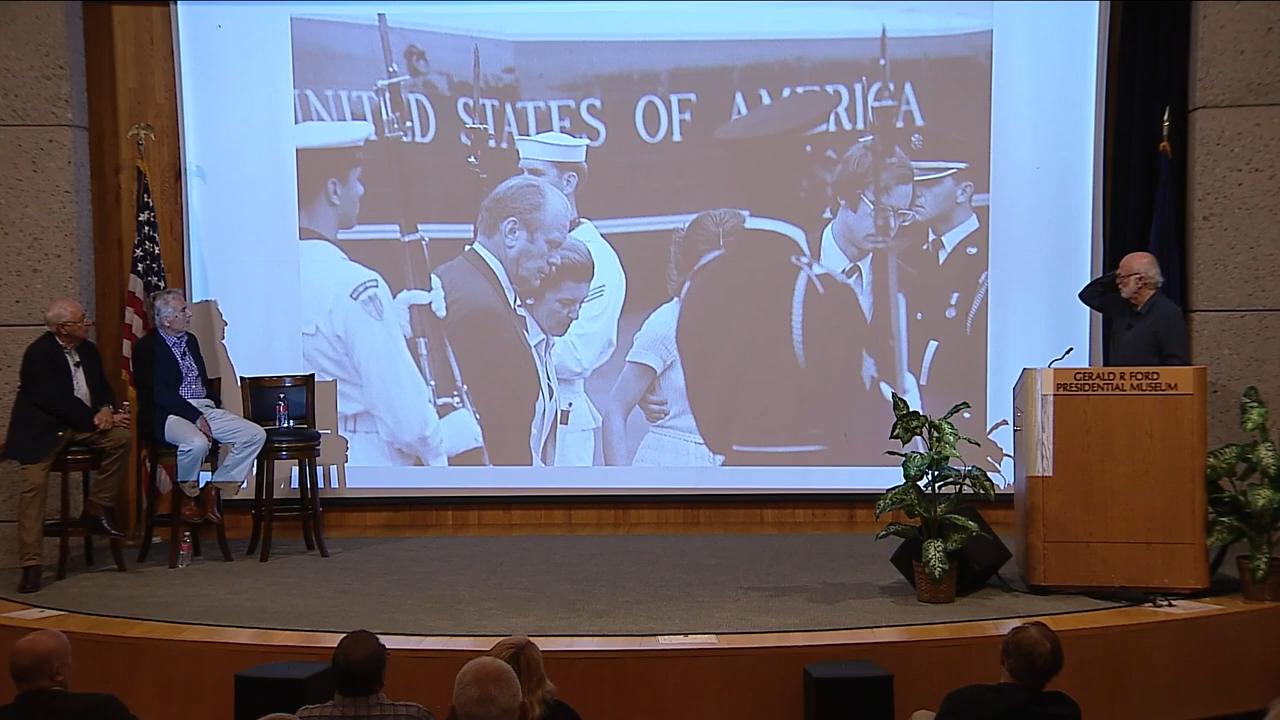 UNITED STATES OF AMERICA
GERALD R FORD
PRESIDENTIAL MUSEUM